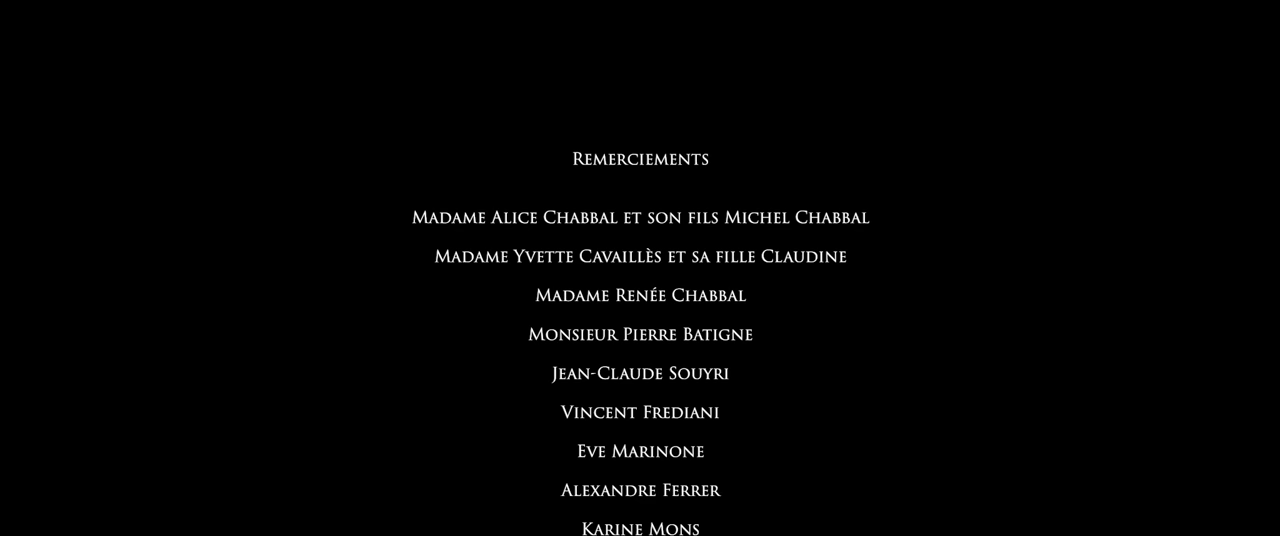 Remerciements
Madame Alice Chabbal et son fils Michel Chabbal
Madame Yvette Cavaillès et sa fille Claudine
Madame Renée Chabbal
Monsieur Pierre Batigne
Jean-Claude Souyri
Vincent Frediani
Eve Marinone
Alexandre Ferrer
Karine Mons